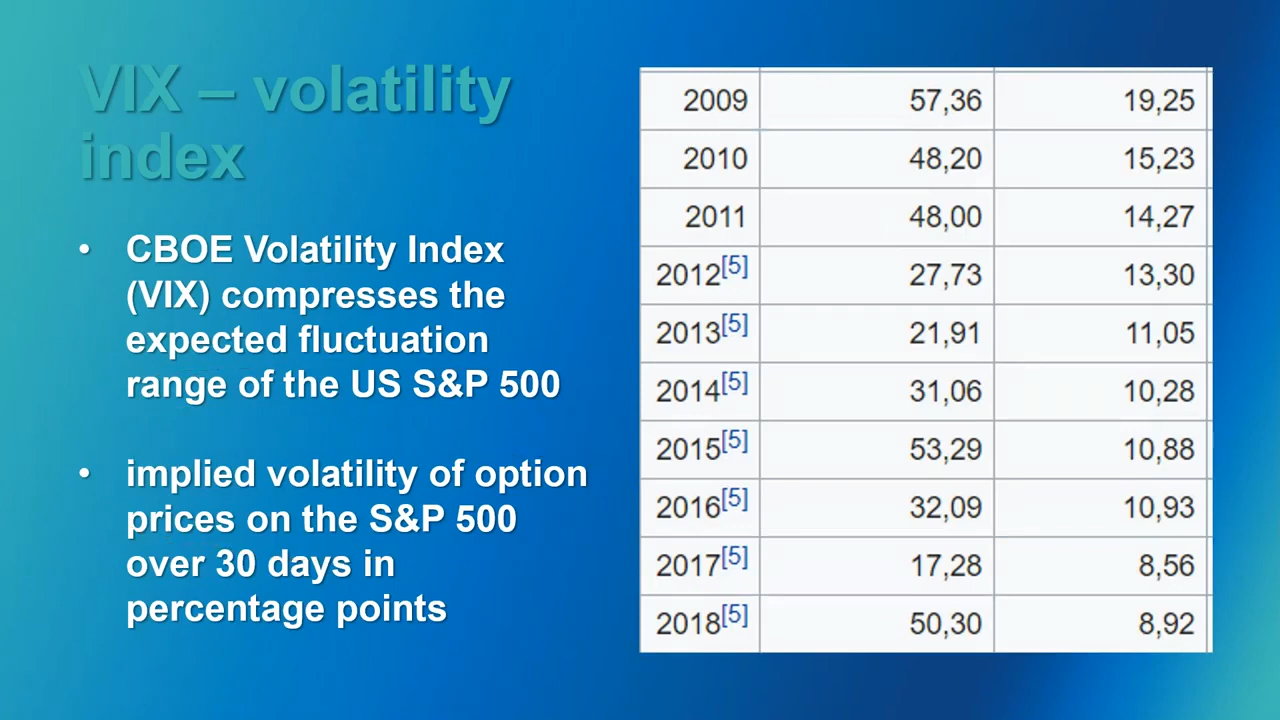 VIX – volatility
index
• CBOE Volatility Index
(VIX) compresses the
expected fluctuation
range of the US S&P 500
• implied volatility of option
prices on the S&P 500
over 30 days in
percentage points
2009 57,36 19,25
2010 48,20 15,23
2011 48,00 14,27
2012[5] 27,73 13,30
2013[5] 21,91 11,05
2014[5] 31,06 10,28
2015[5] 53,29 10,88
2016[5] 32,09 10,93
2017[5] 17,28 8,56
2018[5] 50,30 8,92